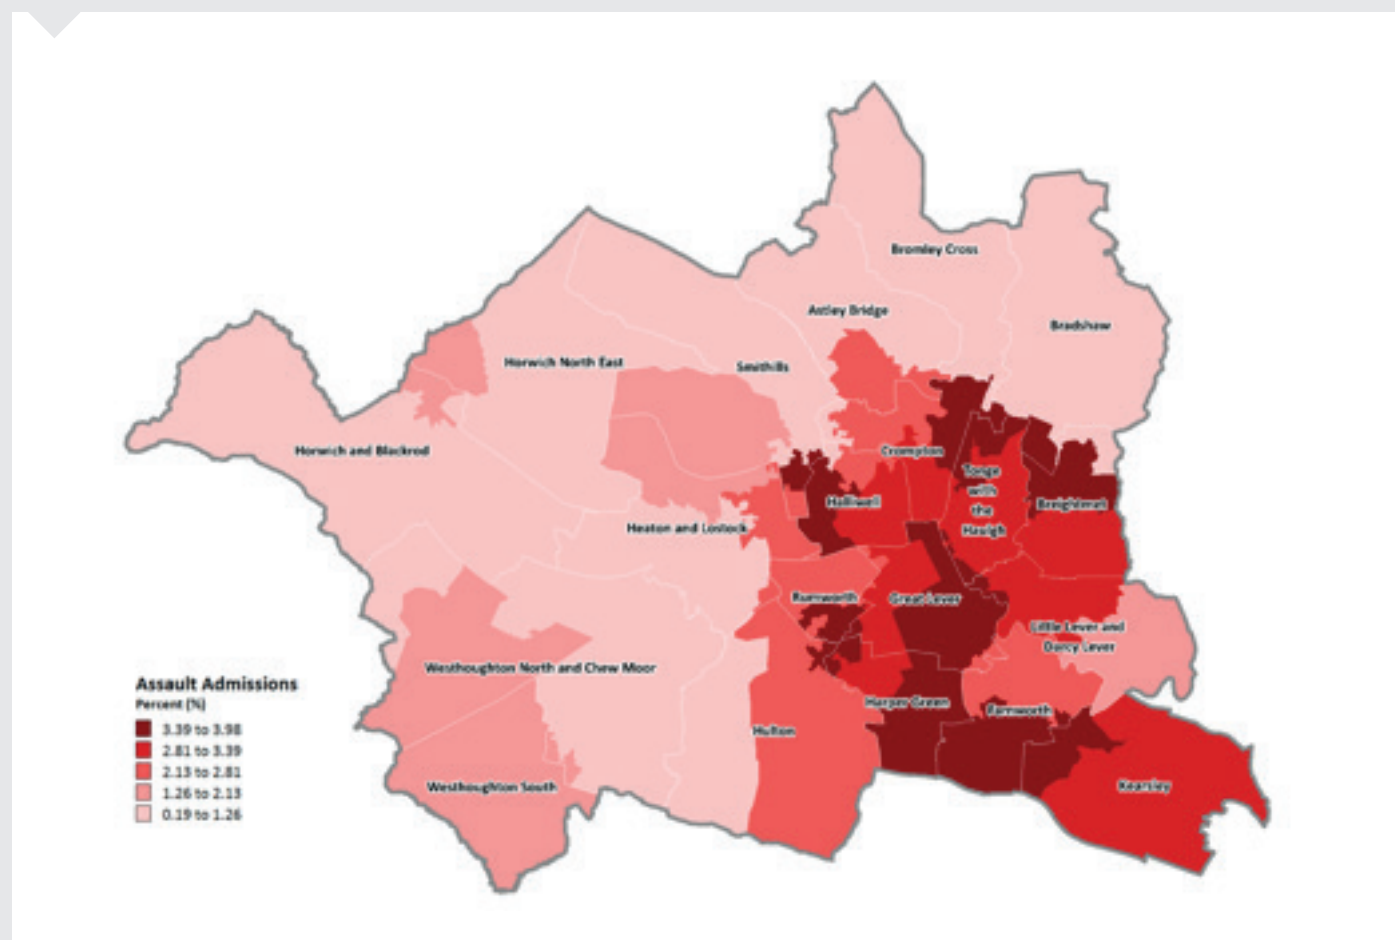 Bromley Cross
Astley Bridge
Bradshaw
Horwich North East
Smithills
Horwich and Blackrod
Crompton
Tonge
with
the
Haulgh
Halliwell
Breightmet
Heaton and Lostock
Rumworth
Great Lever
Little Lever and
Darcy Lever
Westhoughton North and Chew Moor
Harper Green
Farnworth
Hulton
Westhoughton South
Kearsley
Assault Admissions
Percent (%)
3.39 to 3.98
2.81 to 3.39
2.13 to 2.81
1.26 to 2.13
0.19 to 1.26